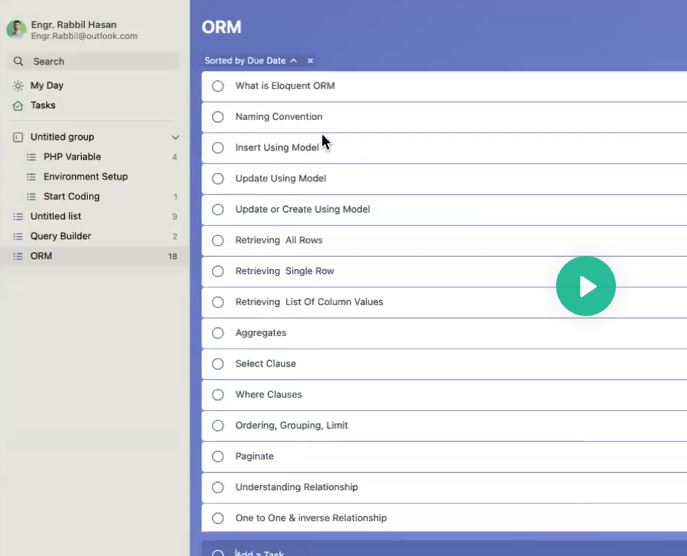 Engr. Rabbil Hasan
Engr.Rabbil@outlook.com
Search
My Day
Tasks
Untitled group
PHP Variable 4
Environment Setup
Start Coding 1
Untitled list 9
Query Builder 2
ORM 18
ORM
Sorted by Due Date
What is Eloquent ORM
Naming Convention
Insert Using Model
Update Using Model
Update or Create Using Model
Retrieving All Rows
Retrieving Single Row
Retrieving List Of Column Values
Aggregates
Select Clause
Where Clauses
Ordering, Grouping, Limit
Paginate
Understanding Relationship
One to One & inverse Relationship
Add a Task